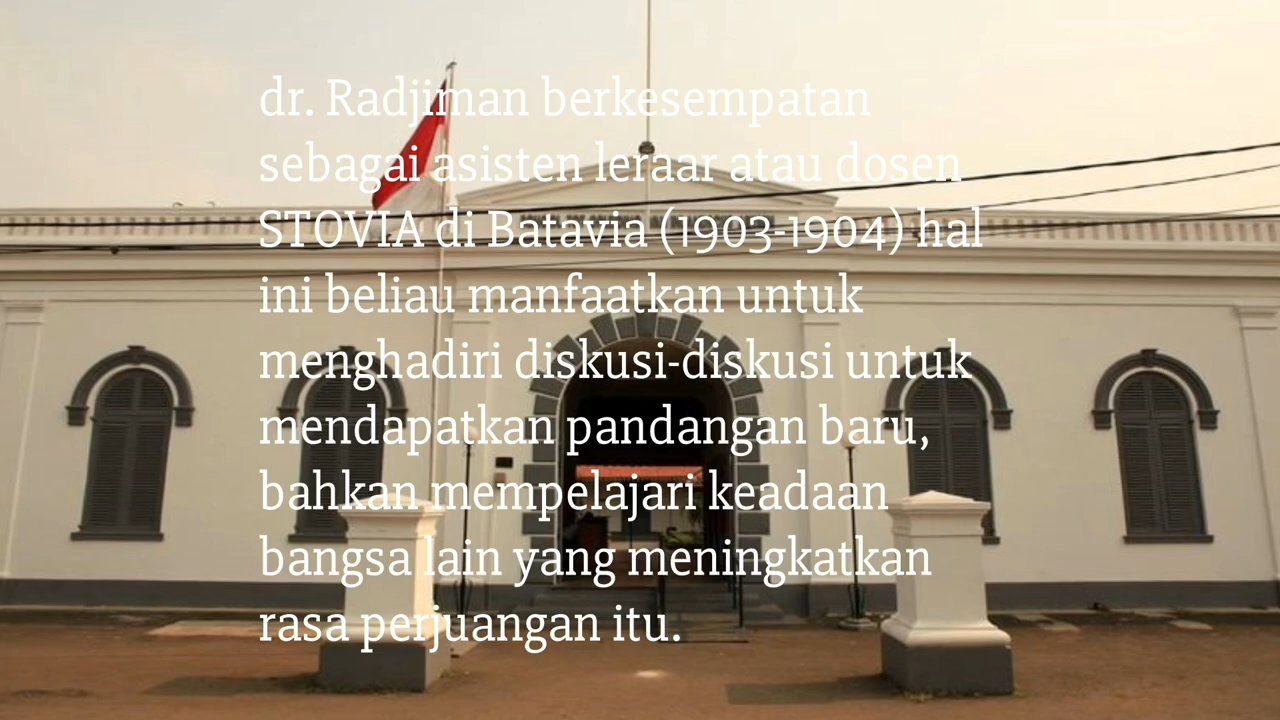 dr. Radjiman berkesempatan
sebagai asisten leraar atau dosen
STOVIA di Batavia (1903-1904) hal
ini beliau manfaatkan untuk
menghadiri diskusi-diskusi untuk
mendapatkan pandangan baru,
bahkan mempelajari keadaan
bangsa lain yang meningkatkan
rasa perjuangan itu.